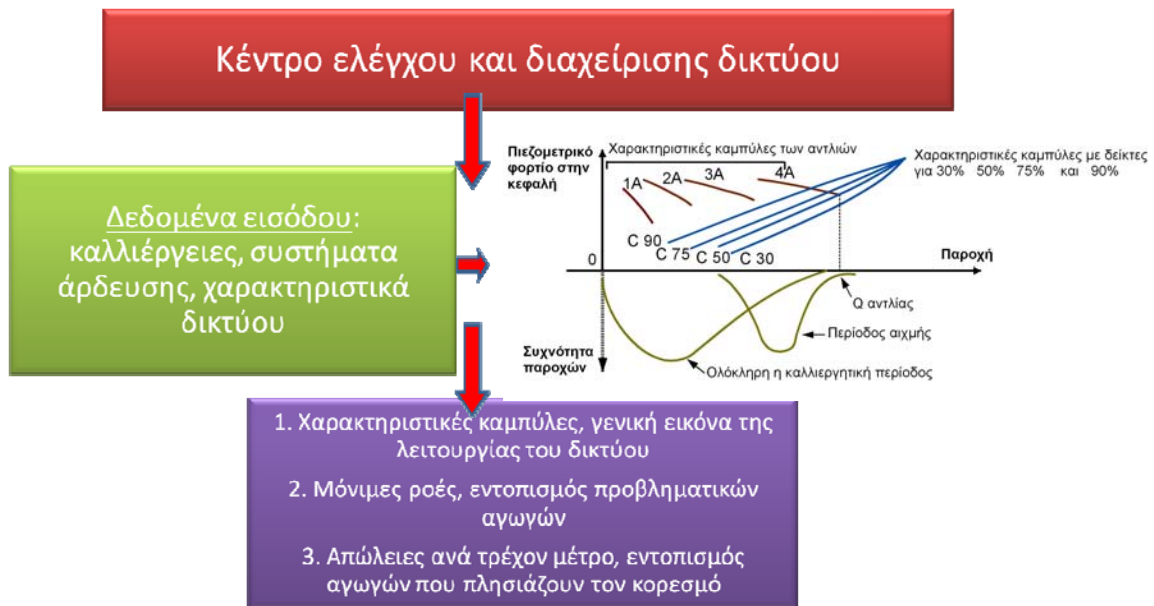 Κέντρο ελέγχου και διαχείρισης δικτύου
Δεδομένα εισόδου:
καλλιέργειες, συστήματα
άρδευσης, χαρακτηριστικά
δικτύου
Πιεζομετρικό
φορτίο στην
κεφαλή
Χαρακτηριστικές καμπύλες των αντλιών
1A
2A
3A
4A
Χαρακτηριστικές καμπύλες με δείκτες
για 30% 50% 75% και 90%
C 90
C 75
C 50
C 30
0
Παροχή
Q αντλίας
Περίοδος αιχμής
Συχνότητα
παροχών
Ολόκληρη η καλλιεργητική περίοδος
1. Χαρακτηριστικές καμπύλες, γενική εικόνα της
λειτουργίας του δικτύου
2. Μόνιμες ροές, εντοπισμός προβληματικών
αγωγών
3. Απώλειες ανά τρέχον μέτρο, εντοπισμός
αγωγών που πλησιάζουν τον κορεσμό